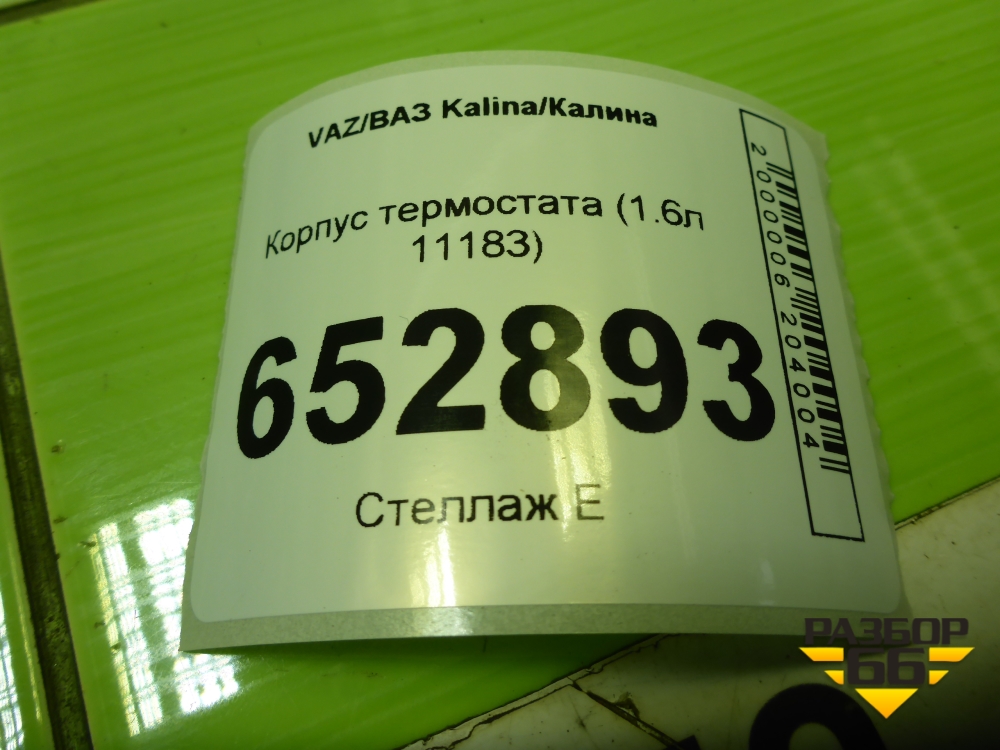 VAZ/ВАЗ Kalina/Калина
Корпус термостата (1.6л
11183)
652893
Стеллаж E
2000006204004
РАЗБОР
66